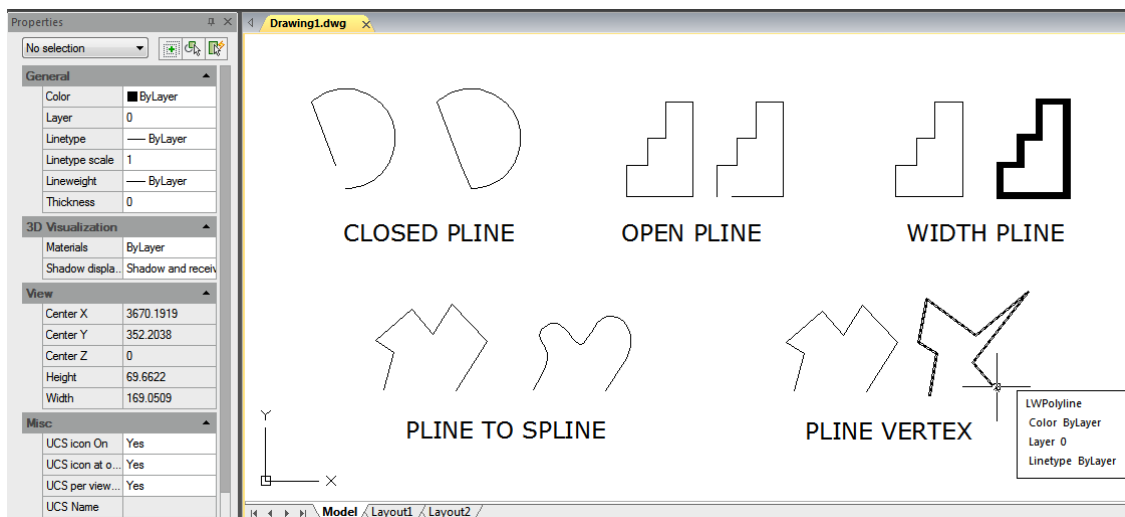 Properties
No selection
General
Color ByLayer
Layer 0
Linetype ByLayer
Linetype scale 1
Lineweight ByLayer
Thickness 0
3D Visualization
Materials ByLayer
Shadow displa.. Shadow and receiv
View
Center X 3670.1919
Center Y 352.2038
Center Z 0
Height 69.6622
Width 169.0509
Misc
UCS icon On Yes
UCS icon at o... Yes
UCS per view... Yes
UCS Name
Drawing1.dwg
CLOSED PLINE OPEN PLINE WIDTH PLINE
PLINE TO SPLINE PLINE VERTEX
LWPolyline
Color ByLayer
Layer 0
Linetype ByLayer
Y
X
Model Layout1 Layout2